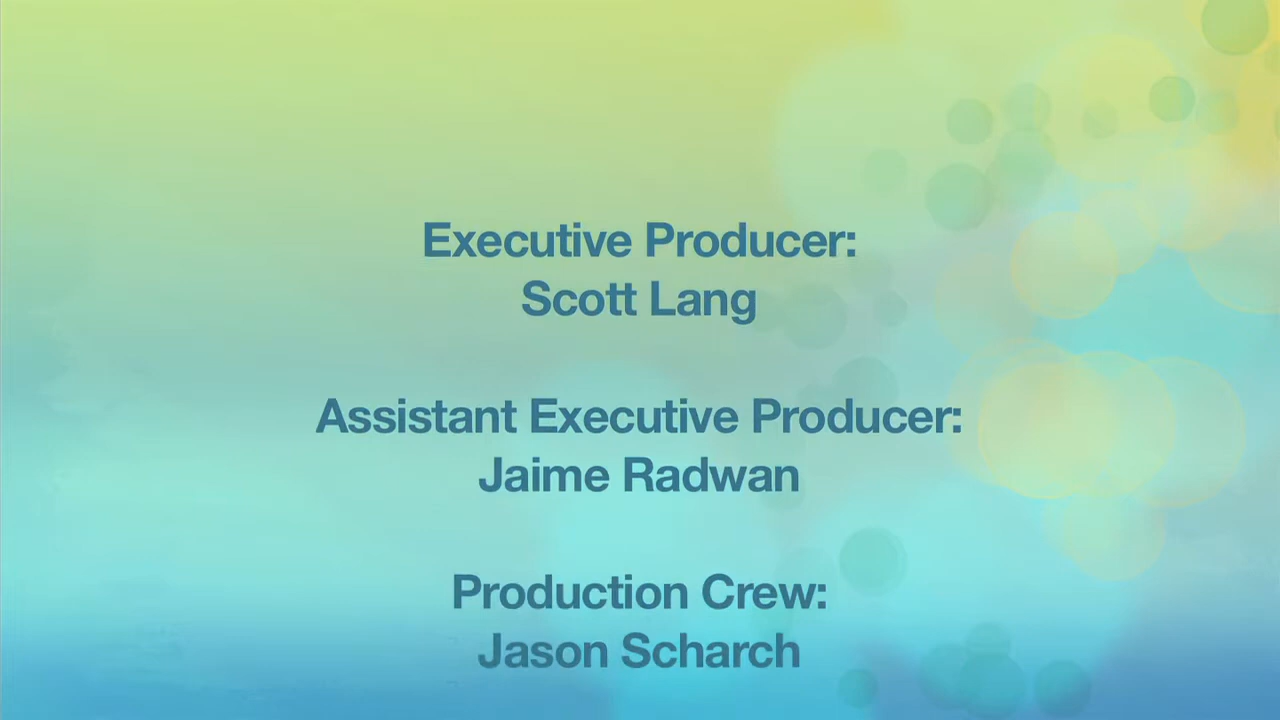 Executive Producer:
Scott Lang
Assistant Executive Producer:
Jaime Radwan
Production Crew:
Jason Scharch